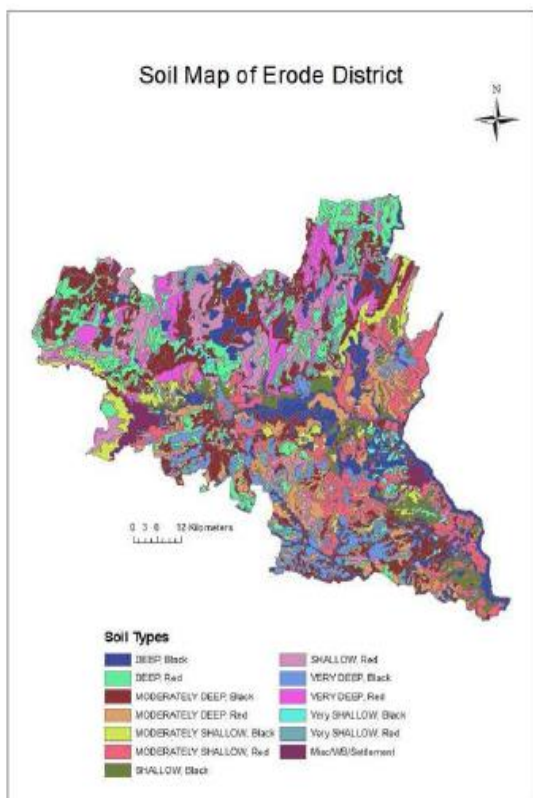 Soil Map of Erode District
N
0 3 6 12 Kilometers
Soil Types
DEEP, Black
DEEP, Red
MODERATELY DEEP, Black
MODERATELY DEEP, Red
MODERATELY SHALLOW, Black
MODERATELY SHALLOW, Red
SHALLOW, Black
SHALLOW, Red
VERY DEEP, Black
VERY DEEP, Red
Very SHALLOW, Black
Very SHALLOW, Red
Misc/WB/Settlement